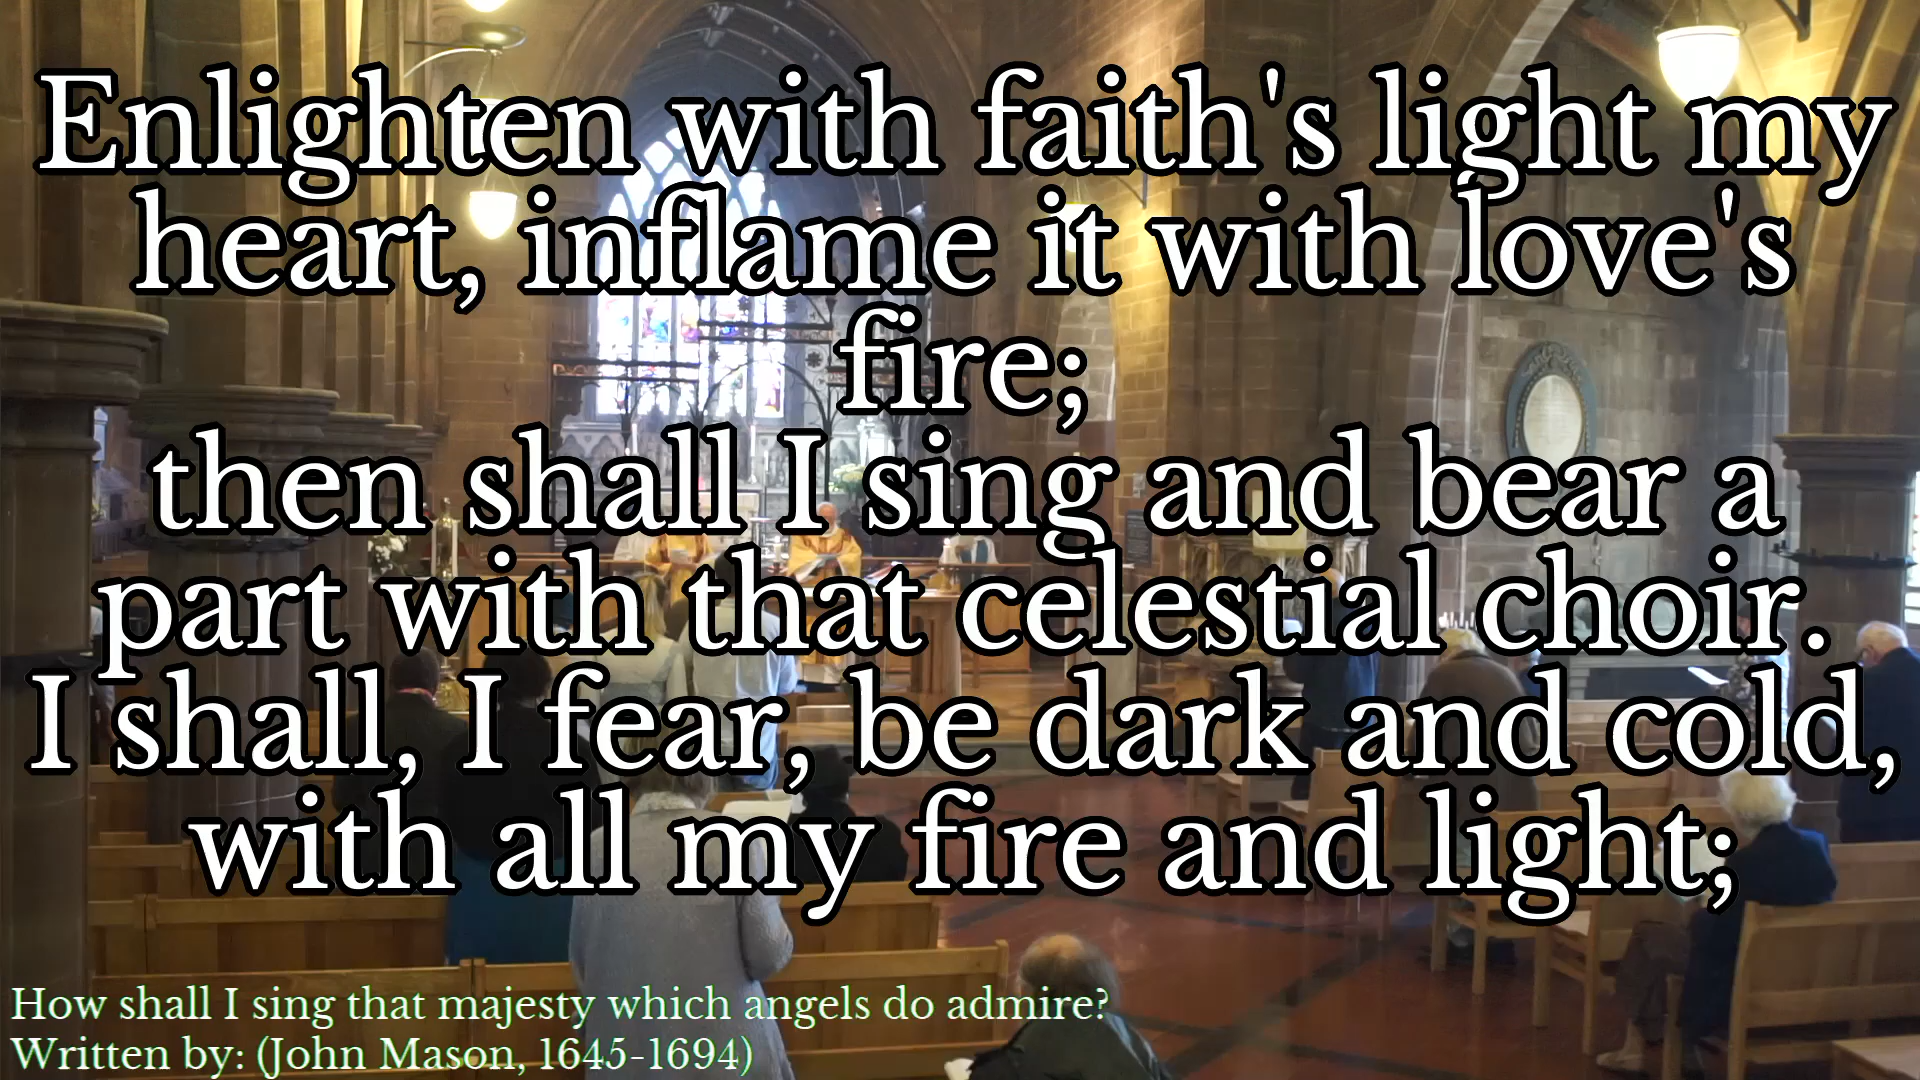 Enlighten with faith's light my
heart, inflame it with love's
fire;
then shall I sing and bear a
part with that celestial choir.
I shall, I fear, be dark and cold,
with all my fire and light;
How shall I sing that majesty which angels do admire?
Written by: (John Mason, 1645-1694)